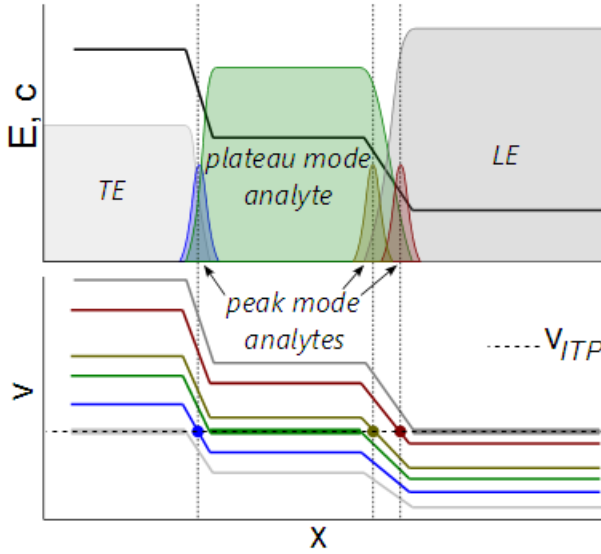 E, c
TE
plateau mode
analyte
LE
peak mode
analytes
V_ITP
v
x